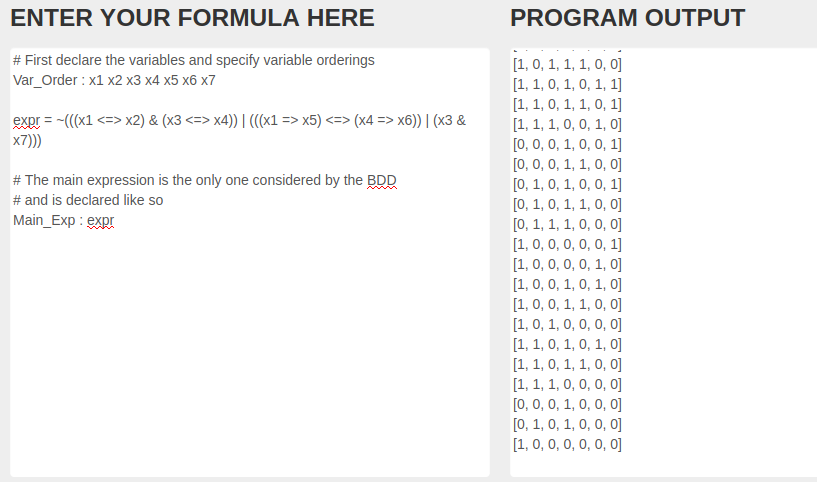 ENTER YOUR FORMULA HERE
# First declare the variables and specify variable orderings
Var_Order : x1 x2 x3 x4 x5 x6 x7
expr = ~(((x1 <=> x2) & (x3 <=> x4)) | (((x1 => x5) <=> (x4 => x6)) | (x3 &
x7)))
# The main expression is the only one considered by the BDD
# and is declared like so
Main_Exp : expr
PROGRAM OUTPUT
[1, 0, 1, 1, 1, 0, 0]
[1, 1, 0, 1, 0, 1, 1]
[1, 1, 0, 1, 1, 0, 1]
[1, 1, 1, 0, 0, 1, 0]
[0, 0, 0, 1, 0, 0, 1]
[0, 0, 0, 1, 1, 0, 0]
[0, 1, 0, 1, 0, 0, 1]
[0, 1, 0, 1, 1, 0, 0]
[0, 1, 1, 1, 0, 0, 0]
[1, 0, 0, 0, 0, 0, 1]
[1, 0, 0, 0, 0, 1, 0]
[1, 0, 0, 1, 0, 1, 0]
[1, 0, 0, 1, 1, 0, 0]
[1, 0, 1, 0, 0, 0, 0]
[1, 1, 0, 1, 0, 1, 0]
[1, 1, 0, 1, 1, 0, 0]
[1, 1, 1, 0, 0, 0, 0]
[0, 0, 0, 1, 0, 0, 0]
[0, 1, 0, 1, 0, 0, 0]
[1, 0, 0, 0, 0, 0, 0]